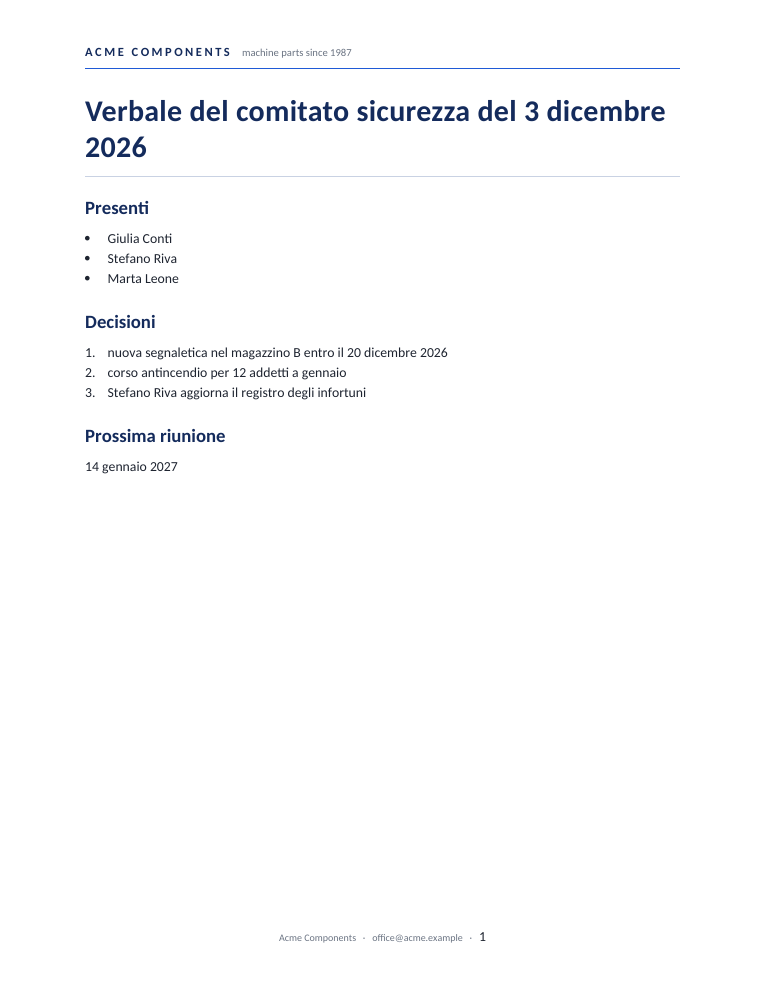 ACME COMPONENTS machine parts since 1987
Verbale del comitato sicurezza del 3 dicembre
2026
Presenti
• Giulia Conti
• Stefano Riva
• Marta Leone
Decisioni
1. nuova segnaletica nel magazzino B entro il 20 dicembre 2026
2. corso antincendio per 12 addetti a gennaio
3. Stefano Riva aggiorna il registro degli infortuni
Prossima riunione
14 gennaio 2027
Acme Components · office@acme.example · 1